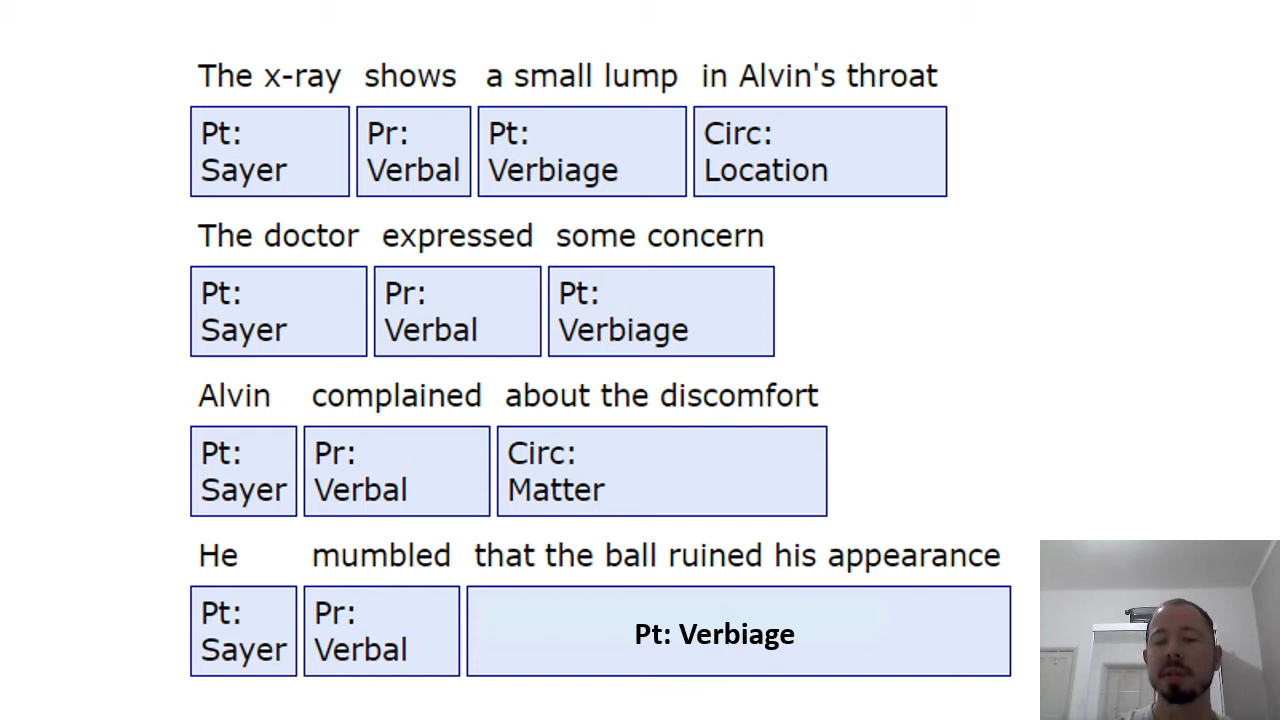 The x-ray shows a small lump in Alvin's throat
Pt: Pr: Pt: Circ:
Sayer Verbal Verbiage Location
The doctor expressed some concern
Pt: Pr: Pt:
Sayer Verbal Verbiage
Alvin complained about the discomfort
Pt: Pr: Circ:
Sayer Verbal Matter
He mumbled that the ball ruined his appearance
Pt: Pr: Pt: Verbiage
Sayer Verbal